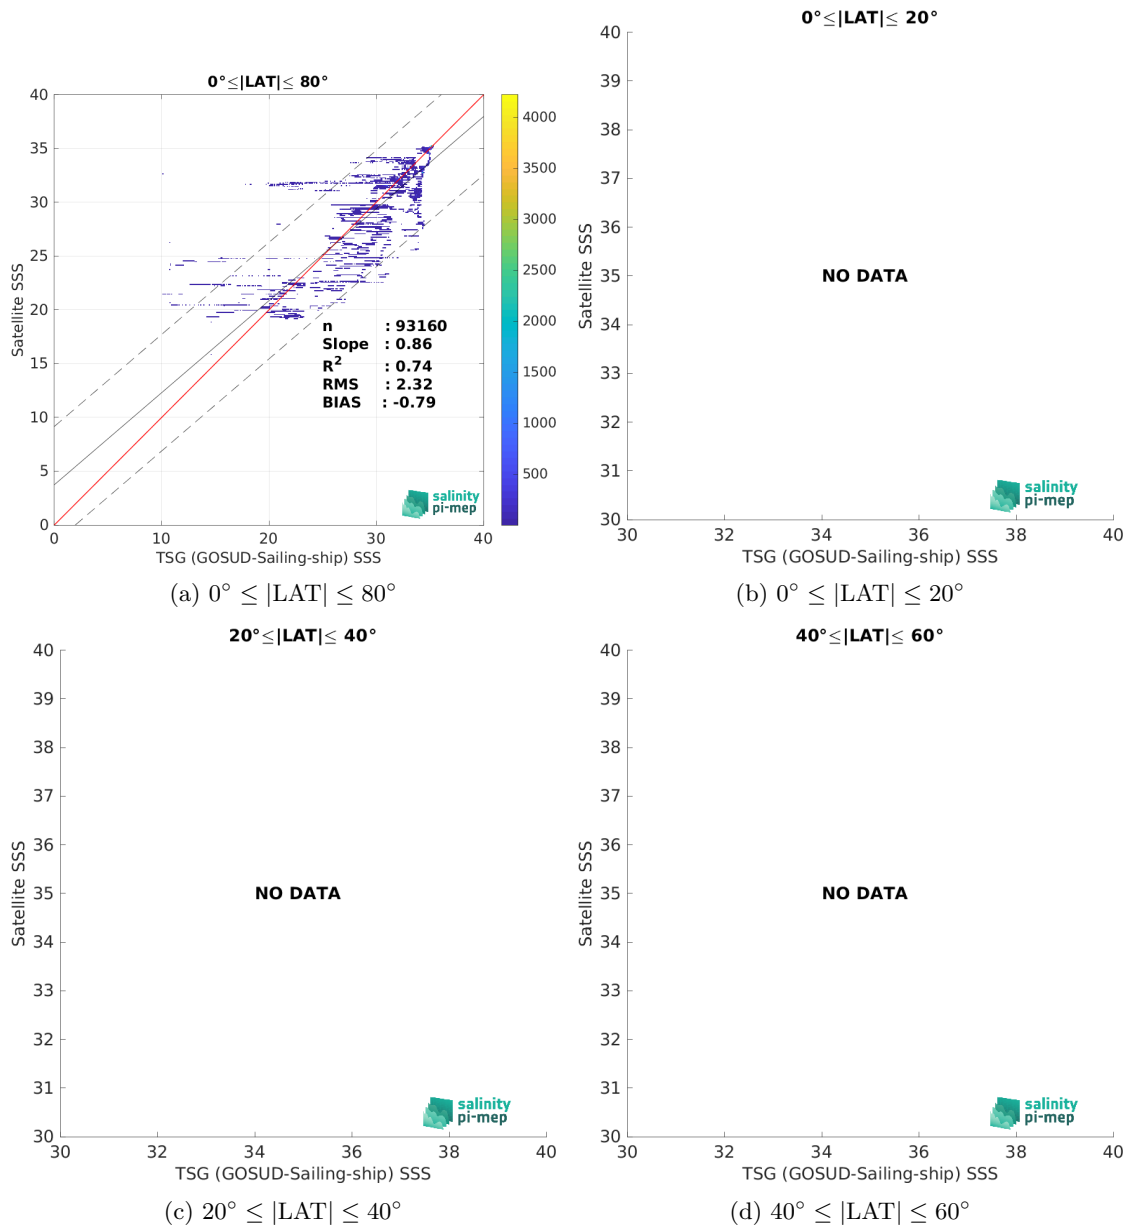 0°≤|LAT|≤ 80°
40
35
30
25
20
15
10
5
0
0
10
20
30
40
Satellite SSS
TSG (GOSUD-Sailing-ship) SSS
n : 93160
Slope : 0.86
R² : 0.74
RMS : 2.32
BIAS : -0.79
salinity
pi-mep
4000
3500
3000
2500
2000
1500
1000
500
(a) 0° ≤ |LAT| ≤ 80°
0°≤|LAT|≤ 20°
40
39
38
37
36
35
34
33
32
31
30
30
32
34
36
38
40
Satellite SSS
NO DATA
salinity
pi-mep
TSG (GOSUD-Sailing-ship) SSS
(b) 0° ≤ |LAT| ≤ 20°
20°≤|LAT|≤ 40°
40
39
38
37
36
35
34
33
32
31
30
30
32
34
36
38
40
Satellite SSS
NO DATA
salinity
pi-mep
TSG (GOSUD-Sailing-ship) SSS
(c) 20° ≤ |LAT| ≤ 40°
40°≤|LAT|≤ 60°
40
39
38
37
36
35
34
33
32
31
30
30
32
34
36
38
40
Satellite SSS
NO DATA
salinity
pi-mep
TSG (GOSUD-Sailing-ship) SSS
(d) 40° ≤ |LAT| ≤ 60°